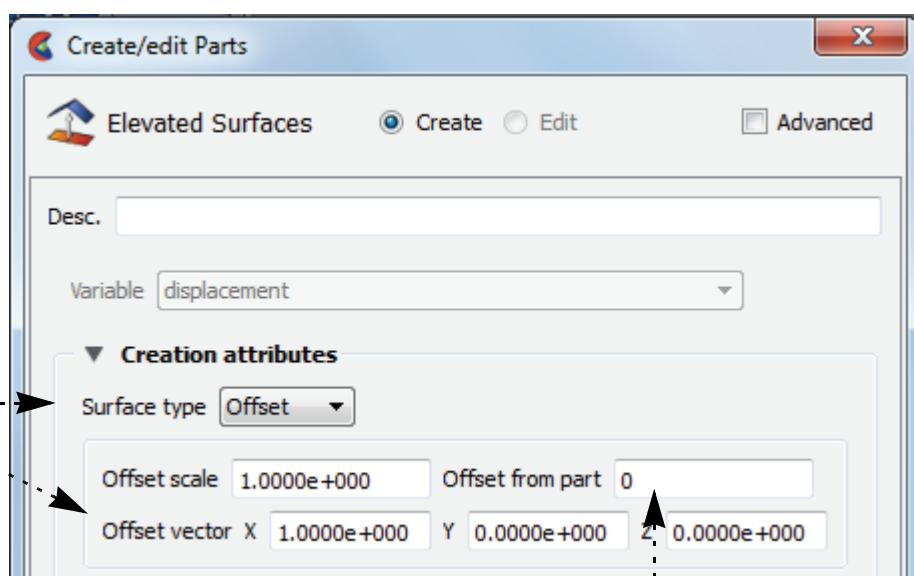 Create/edit Parts
Elevated Surfaces Create Edit Advanced
Desc.
Variable displacement
Creation attributes
Surface type Offset
Offset scale 1.0000e+000 Offset from part 0
Offset vector X 1.0000e+000 Y 0.0000e+000 Z 0.0000e+000